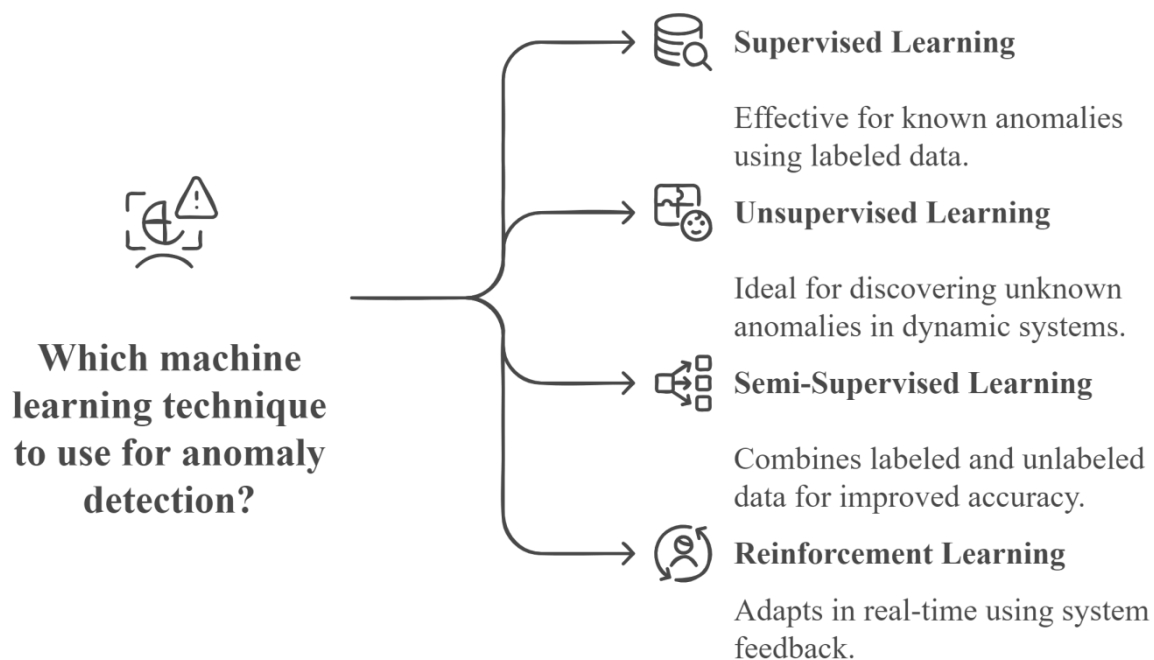 Which machine
learning technique
to use for anomaly
detection?
Supervised Learning
Effective for known anomalies
using labeled data.
Unsupervised Learning
Ideal for discovering unknown
anomalies in dynamic systems.
Semi-Supervised Learning
Combines labeled and unlabeled
data for improved accuracy.
Reinforcement Learning
Adapts in real-time using system
feedback.